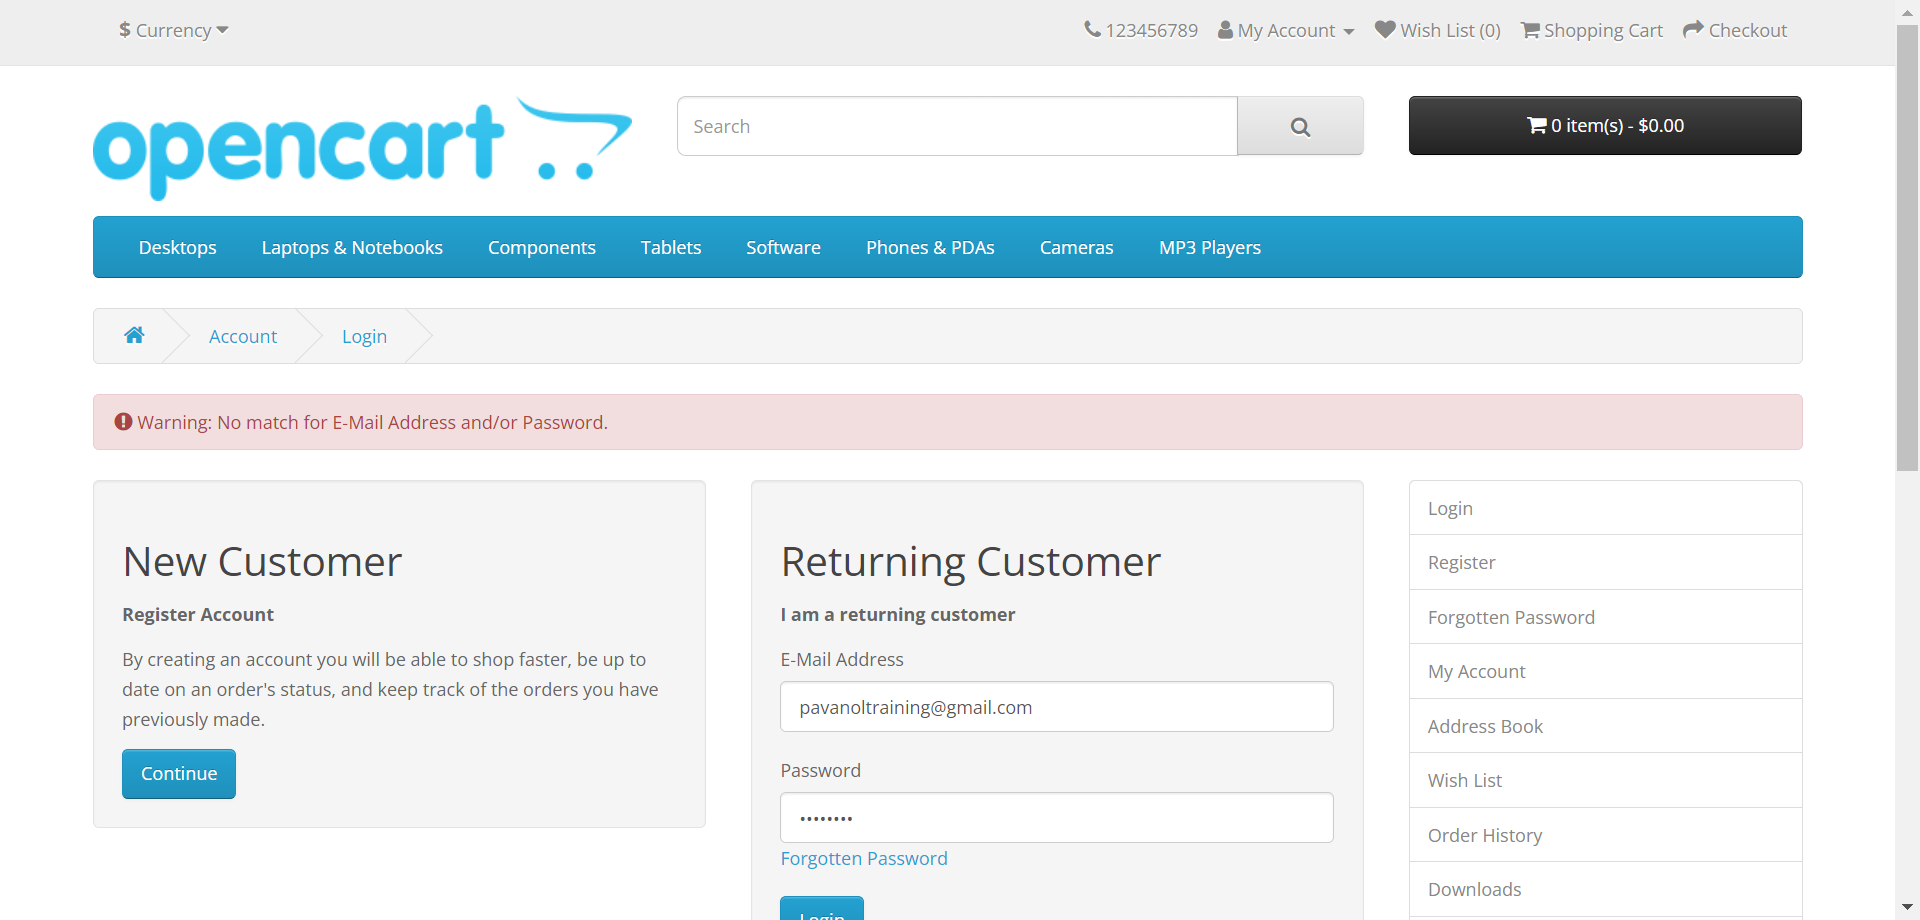 $ Currency
123456789 My Account Wish List (0) Shopping Cart Checkout
opencart
Search
0 item(s) - $0.00
Desktops Laptops & Notebooks Components Tablets Software Phones & PDAs Cameras MP3 Players
Account Login
Warning: No match for E-Mail Address and/or Password.
New Customer
Register Account
By creating an account you will be able to shop faster, be up to
date on an order's status, and keep track of the orders you have
previously made.
Continue
Returning Customer
I am a returning customer
E-Mail Address
pavanoltraining@gmail.com
Password
••••••••
Forgotten Password
Login
Login
Register
Forgotten Password
My Account
Address Book
Wish List
Order History
Downloads